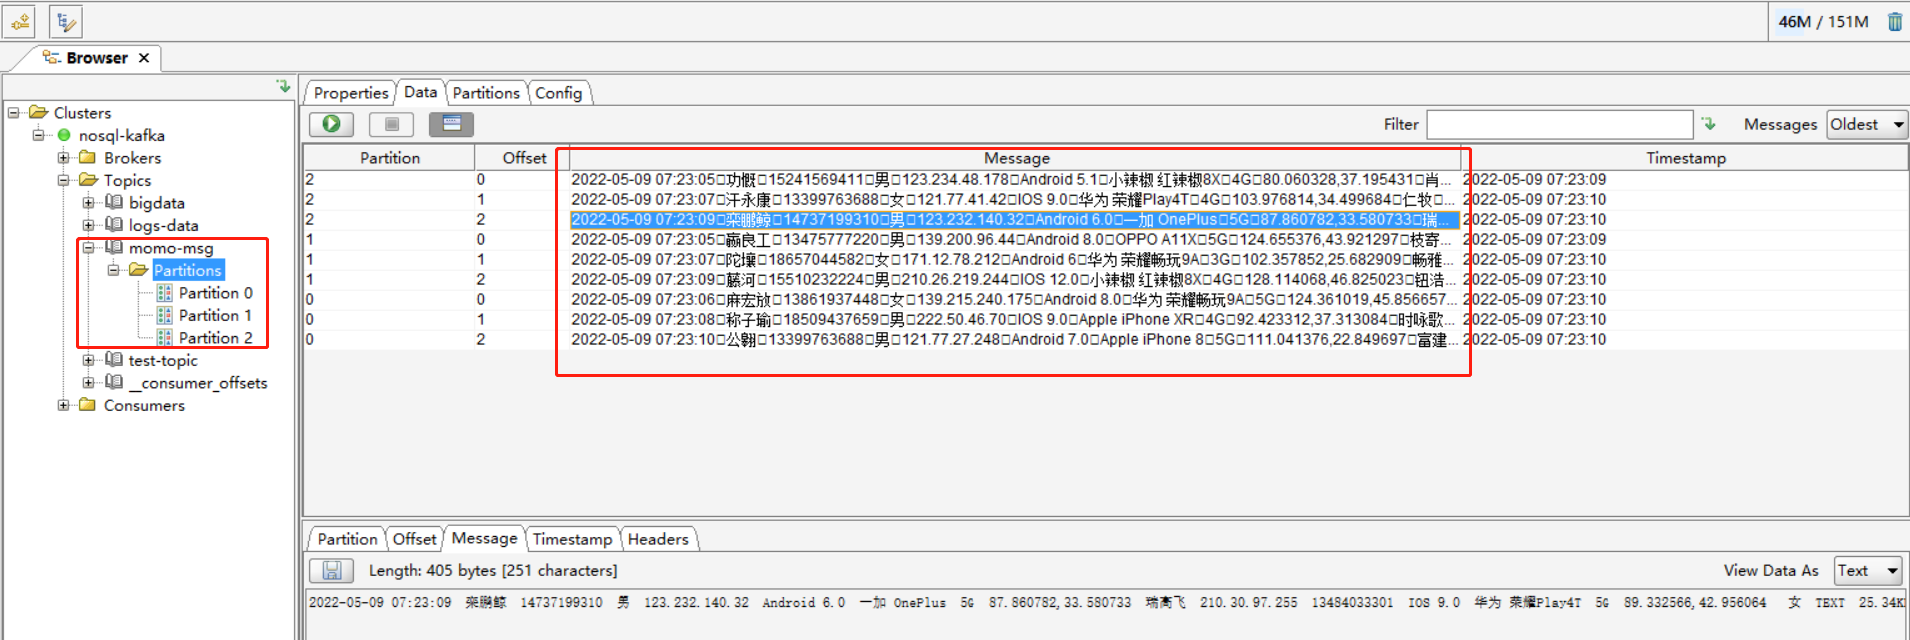 46M / 151M
Browser
Clusters
nosql-kafka
Brokers
Topics
bigdata
logs-data
momo-msg
Partitions
Partition 0
Partition 1
Partition 2
test-topic
__consumer_offsets
Consumers
Properties Data Partitions Config
Filter Messages Oldest
Partition Offset Message Timestamp
2 0 2022-05-09 07:23:05□功慨□15241569411□男□123.234.48.178□Android 5.1□小辣椒 红辣椒8X□4G□80.060328,37.195431□肖... 2022-05-09 07:23:09
2 1 2022-05-09 07:23:07□汗永康□13399763688□女□121.77.41.42□IOS 9.0□华为 荣耀Play4T□4G□103.976814,34.499684□仁牧... 2022-05-09 07:23:10
2 2 2022-05-09 07:23:09□栾鹏鲸□14737199310□男□123.232.140.32□Android 6.0□一加 OnePlus□5G□87.860782,33.580733□瑞... 2022-05-09 07:23:10
1 0 2022-05-09 07:23:05□嬴良工□13475777220□男□139.200.96.44□Android 8.0□OPPO A11X□5G□124.655376,43.921297□枝寄... 2022-05-09 07:23:09
1 1 2022-05-09 07:23:07□陀壤□18657044582□女□171.12.78.212□Android 6□华为 荣耀畅玩9A□3G□102.357852,25.682909□畅雅... 2022-05-09 07:23:10
1 2 2022-05-09 07:23:08□藤河□15510232224□男□210.26.219.244□IOS 12.0□小辣椒 红辣椒8X□4G□128.114068,46.825023□钮浩... 2022-05-09 07:23:10
0 0 2022-05-09 07:23:06□麻宏放□13861937448□女□139.215.240.175□Android 8.0□华为 荣耀畅玩9A□5G□124.361019,45.856657... 2022-05-09 07:23:10
0 1 2022-05-09 07:23:08□称子瑜□18509437659□男□222.50.46.70□IOS 9.0□Apple iPhone XR□4G□92.423312,37.313084□时咏歌... 2022-05-09 07:23:10
0 2 2022-05-09 07:23:10□公翱□13399763688□男□121.77.27.248□Android 7.0□Apple iPhone 8□5G□111.041376,22.849697□富建... 2022-05-09 07:23:10
Partition Offset Message Timestamp Headers
Length: 405 bytes [251 characters] View Data As Text
2022-05-09 07:23:09 栾鹏鲸 14737199310 男 123.232.140.32 Android 6.0 一加 OnePlus 5G 87.860782,33.580733 瑞高飞 210.30.97.255 13484033301 IOS 9.0 华为 荣耀Play4T 5G 89.332566,42.956064 女 TEXT 25.34K